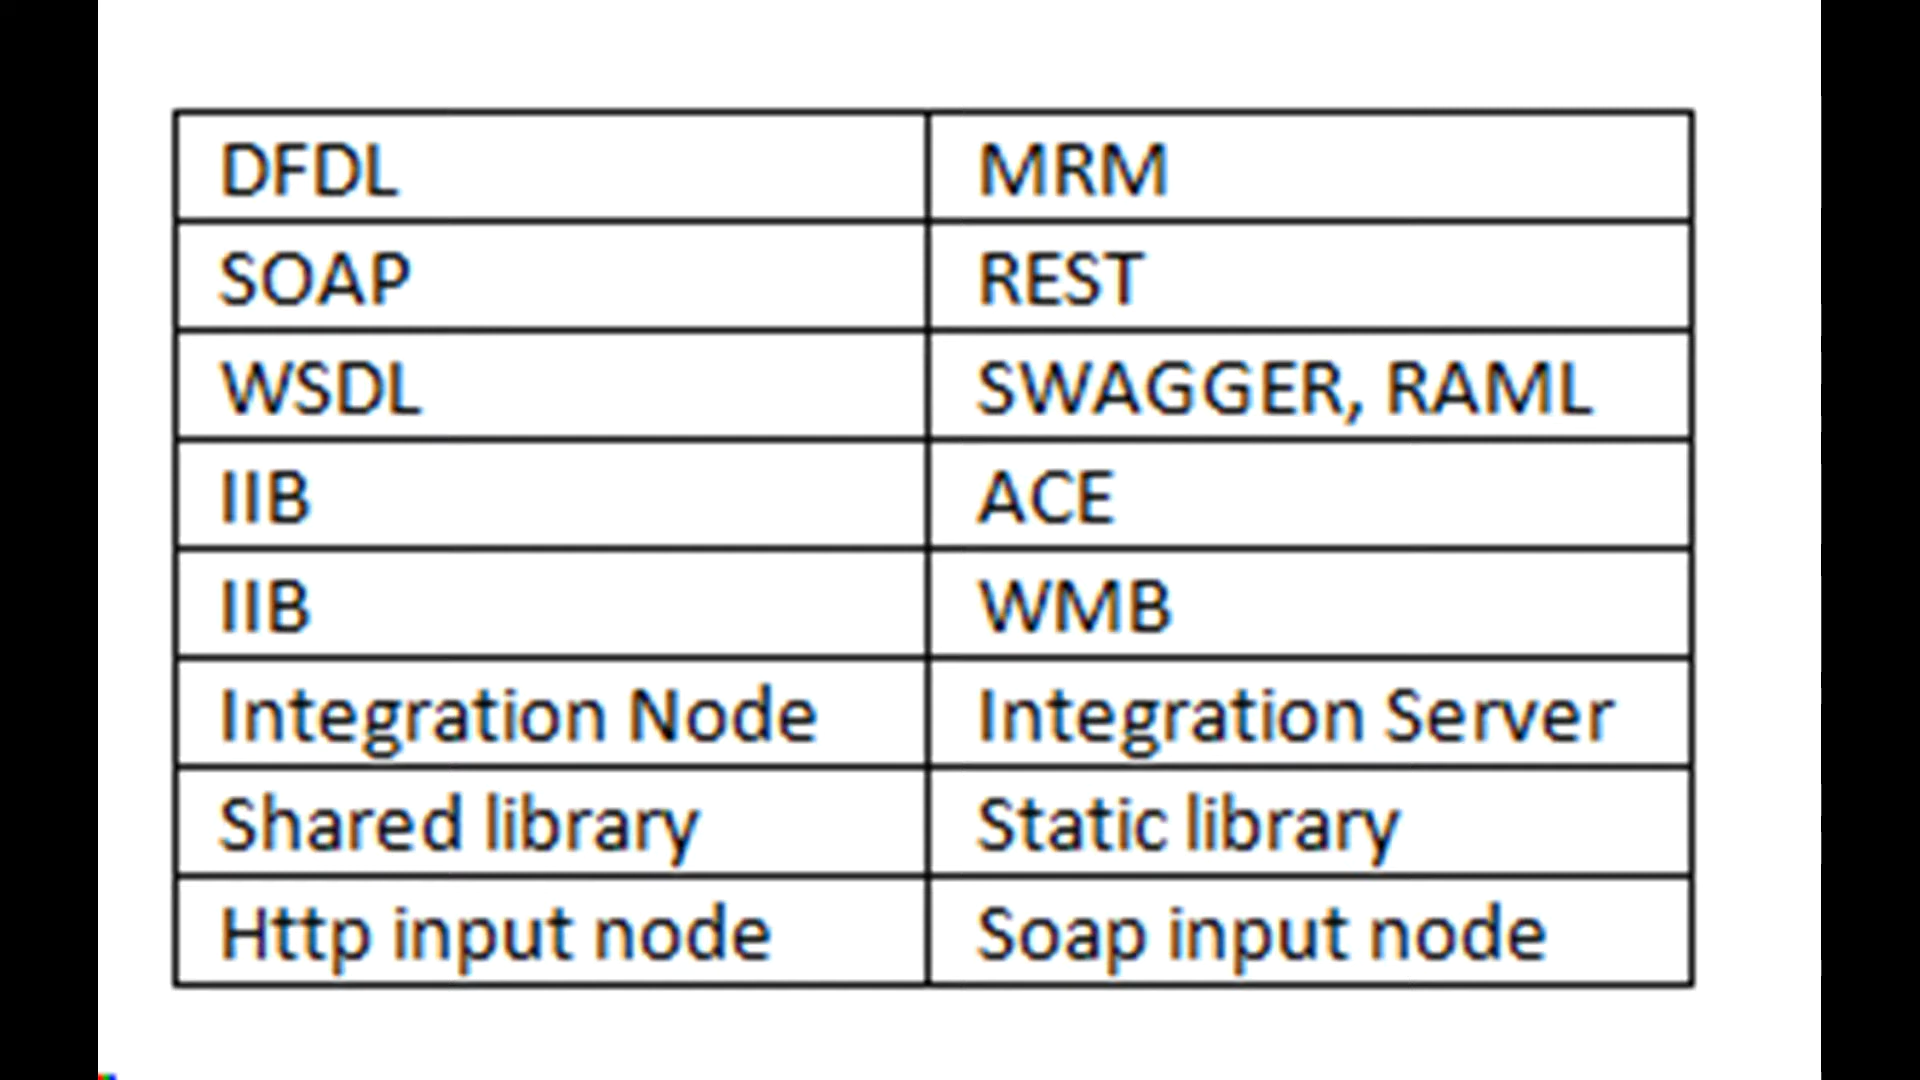 DFDL MRM
SOAP REST
WSDL SWAGGER, RAML
IIB ACE
IIB WMB
Integration Node Integration Server
Shared library Static library
Http input node Soap input node